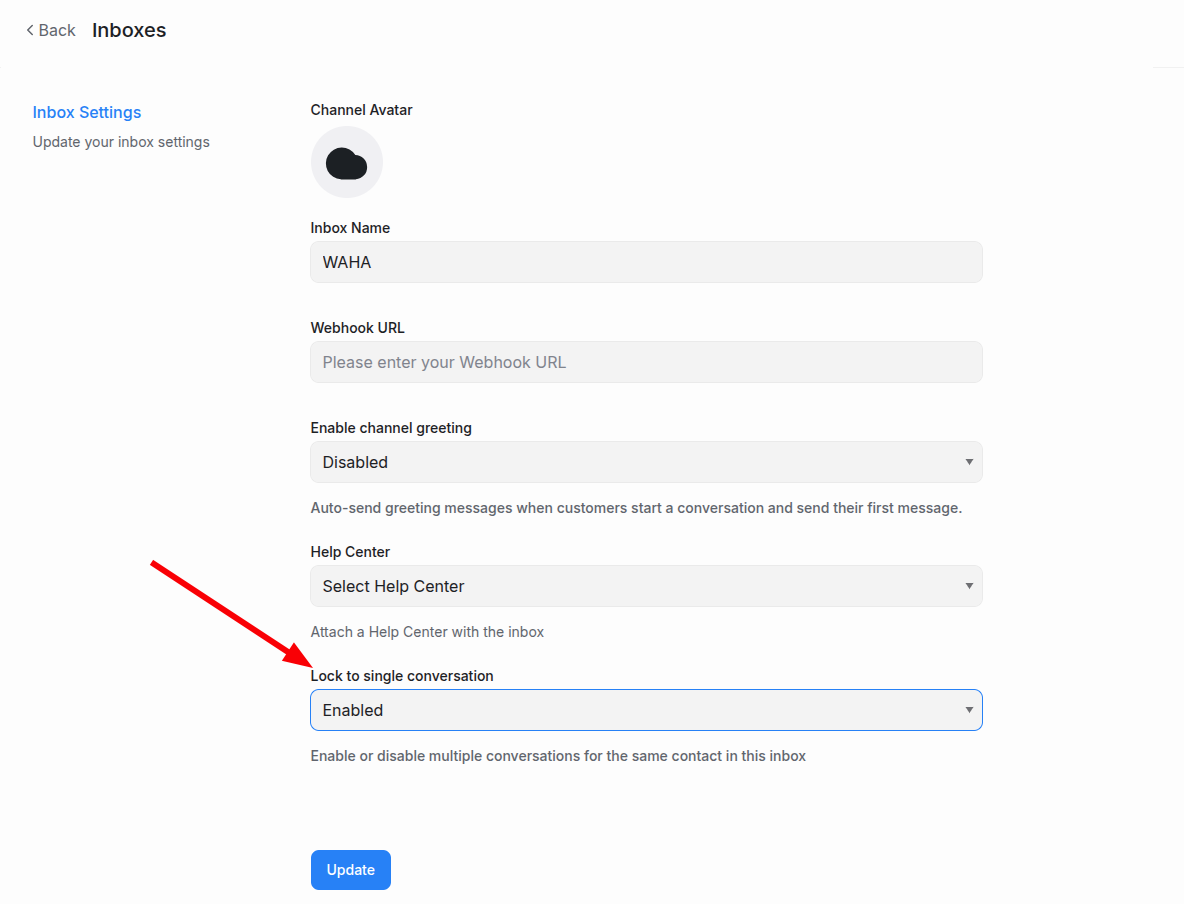 Back Inboxes
Inbox Settings
Update your inbox settings
Channel Avatar
Inbox Name
WAHA
Webhook URL
Please enter your Webhook URL
Enable channel greeting
Disabled
Auto-send greeting messages when customers start a conversation and send their first message.
Help Center
Select Help Center
Attach a Help Center with the inbox
Lock to single conversation
Enabled
Enable or disable multiple conversations for the same contact in this inbox
Update